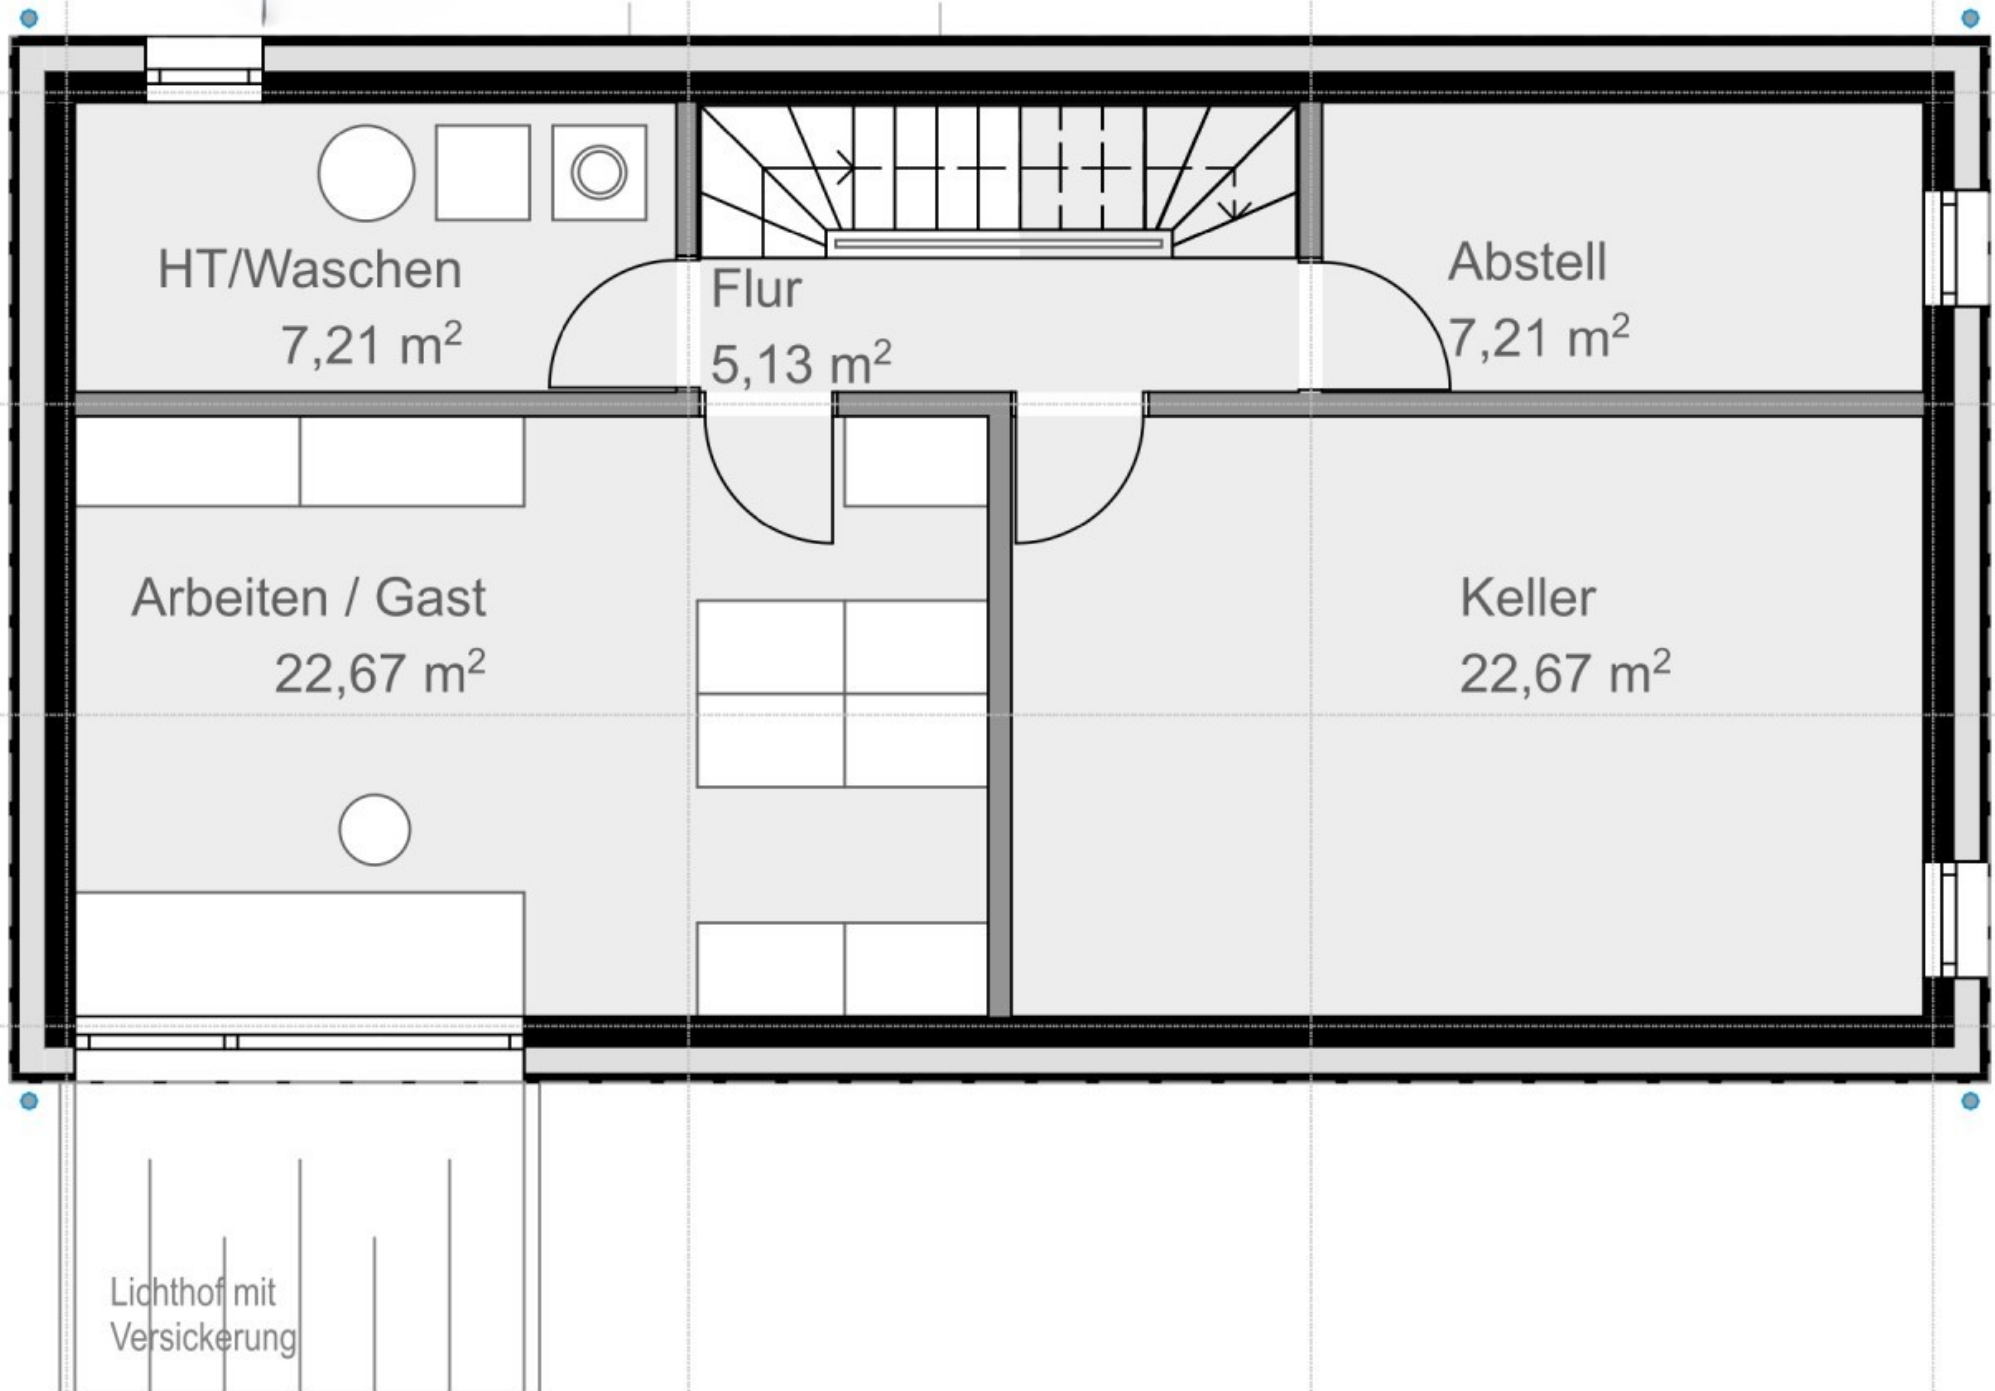 HT/Waschen
7,21 m²
Flur
5,13 m²
Abstell
7,21 m²
Arbeiten / Gast
22,67 m²
Keller
22,67 m²
Lichthof mit
Versickerung